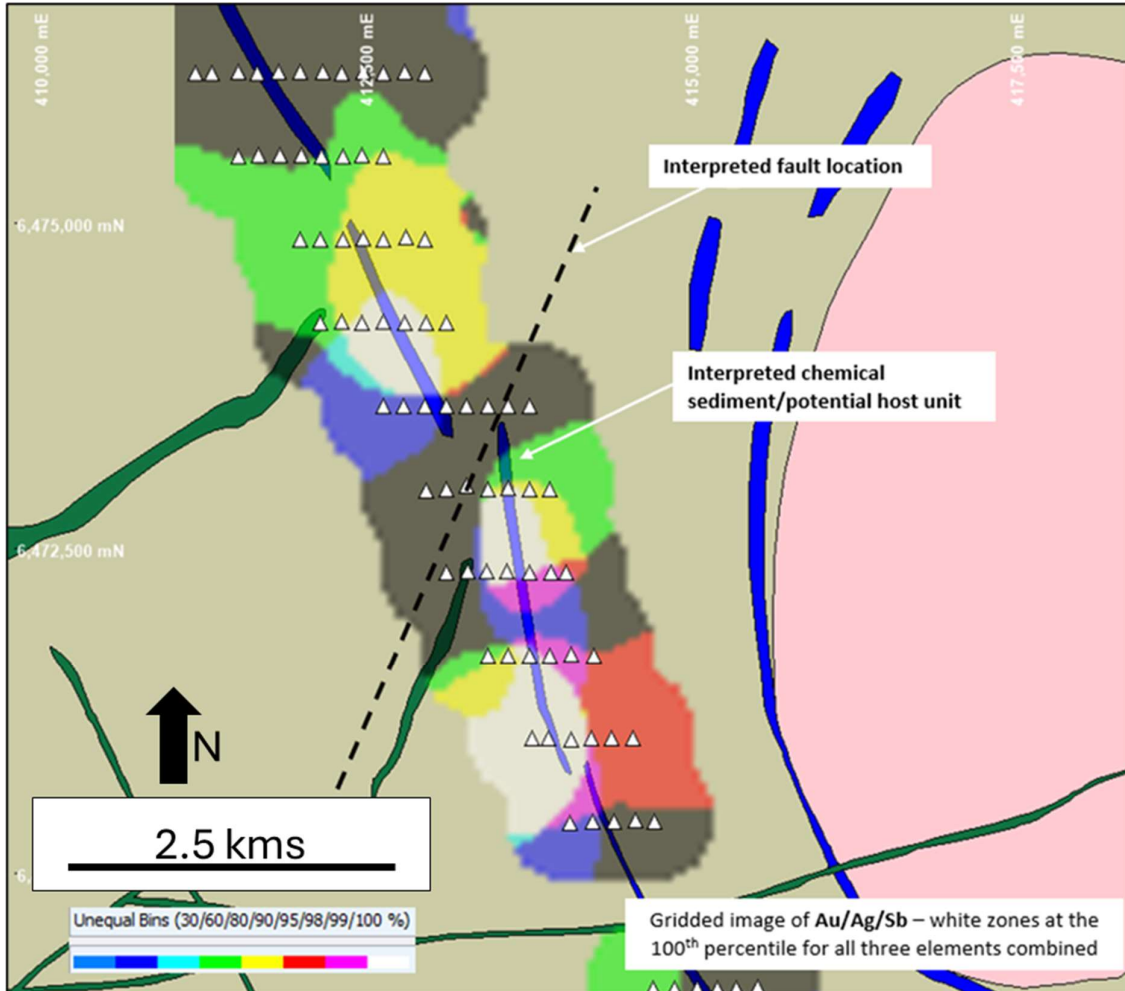 410,000 mE
412,500 mE
415,000 mE
417,500 mE
Interpreted fault location
6,475,000 mN
Interpreted chemical
sediment/potential host unit
6,472,500 mN
N
2.5 kms
6,
Unequal Bins (30/60/80/90/95/98/99/100 %)
Gridded image of Au/Ag/Sb – white zones at the
100th percentile for all three elements combined